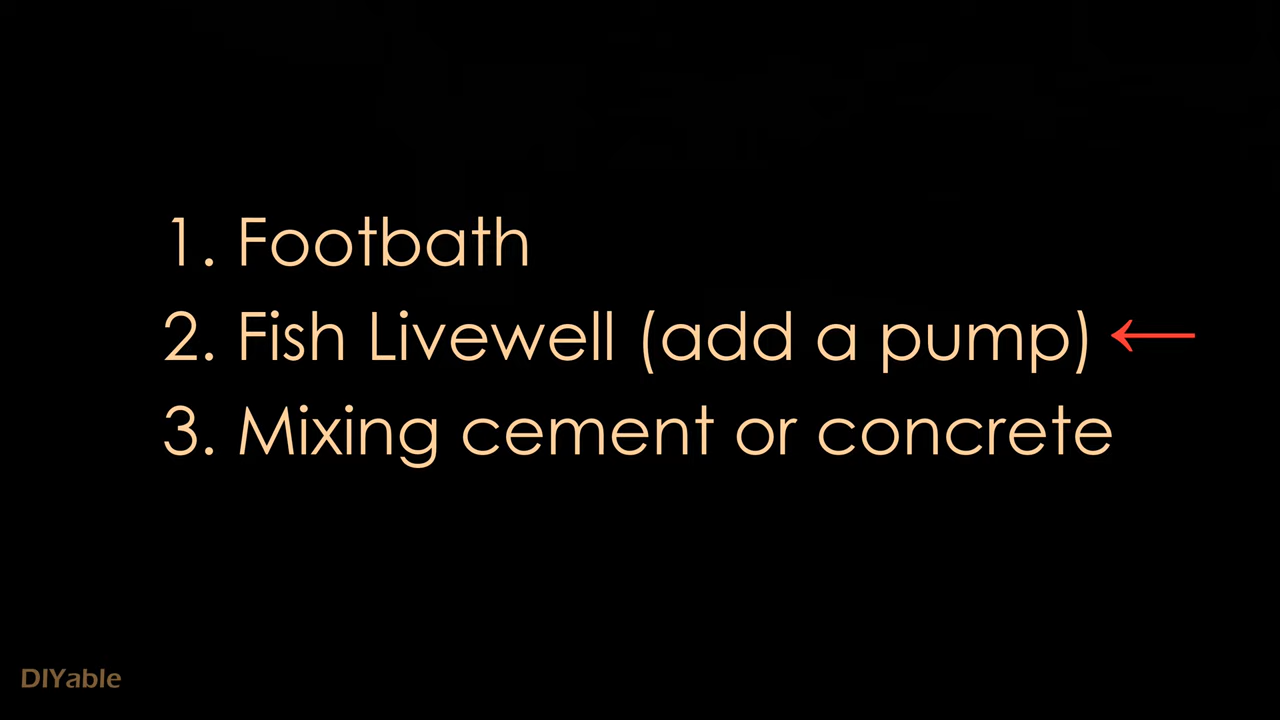 1. Footbath
2. Fish Livewell (add a pump)
3. Mixing cement or concrete
DIYable